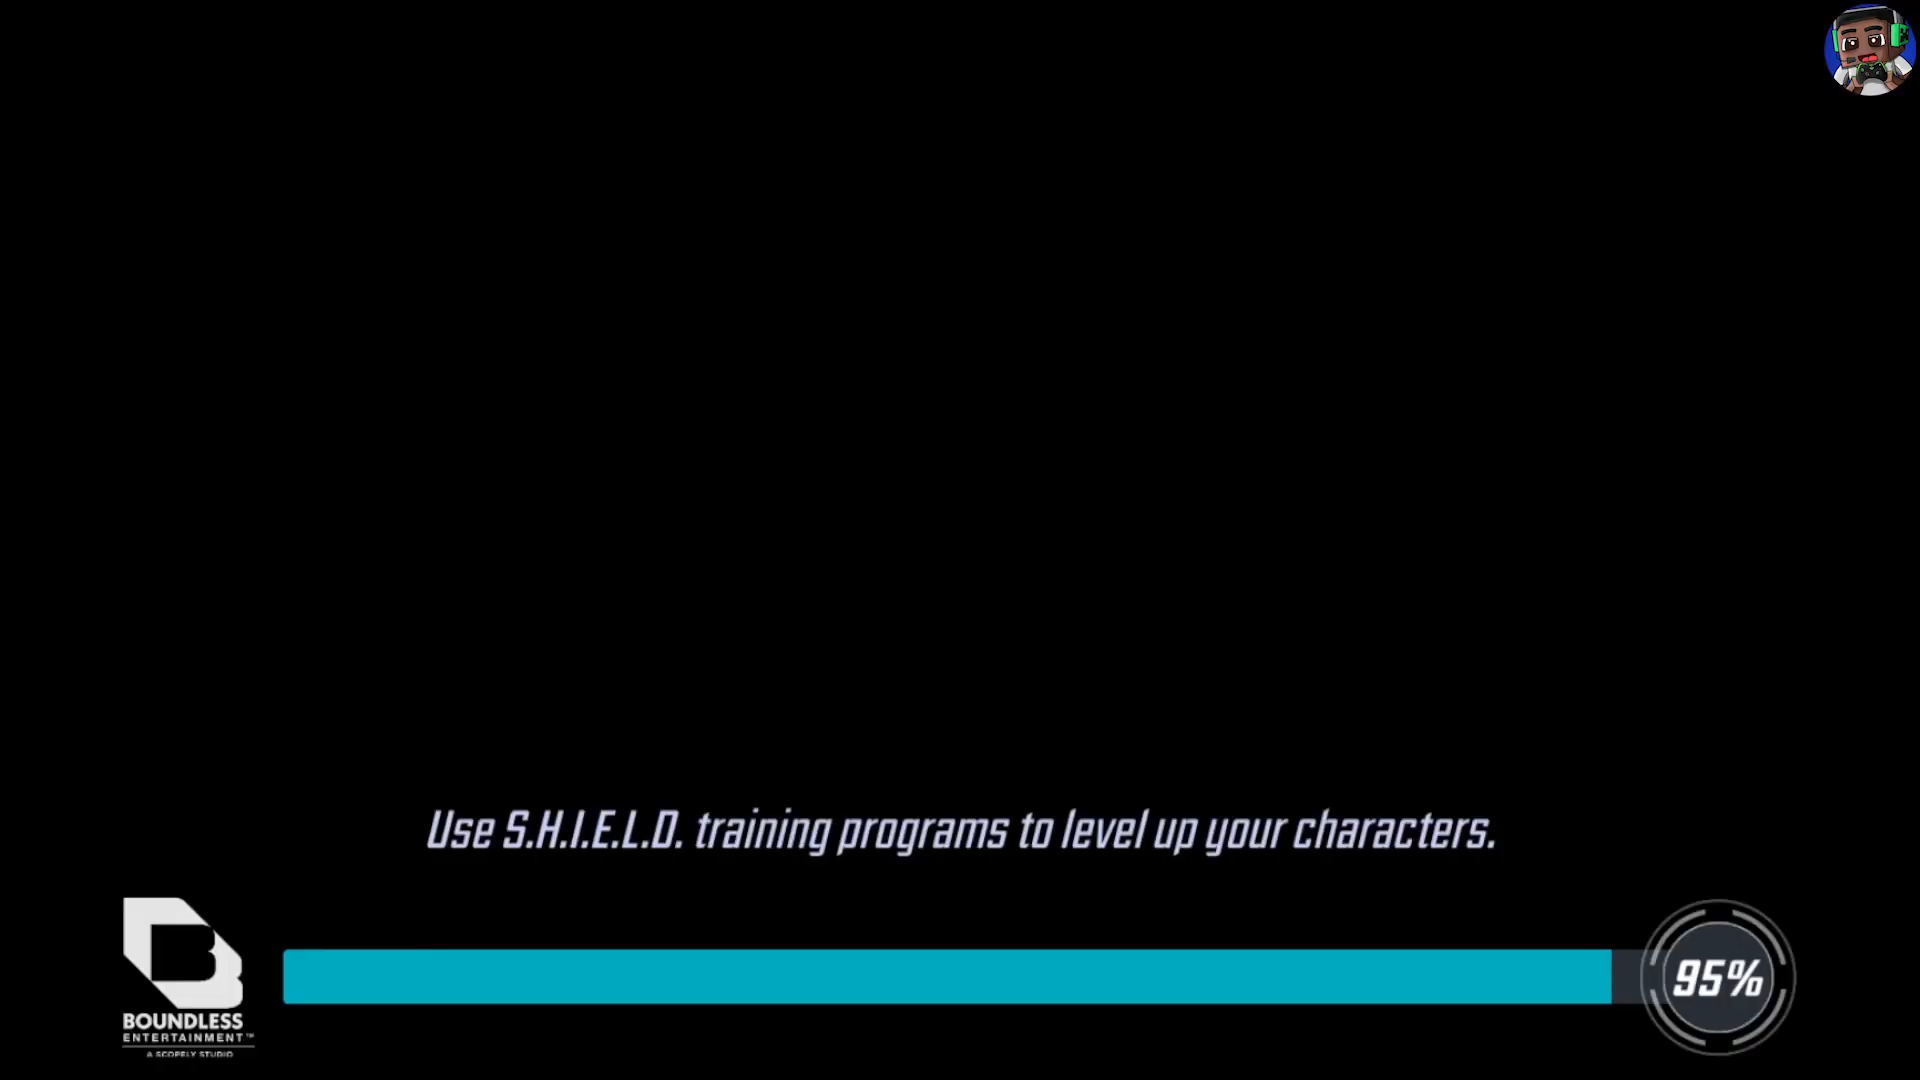 Use S.H.I.E.L.D. training programs to level up your characters.
95%
BOUNDLESS
ENTERTAINMENT™
A SCOPELY STUDIO